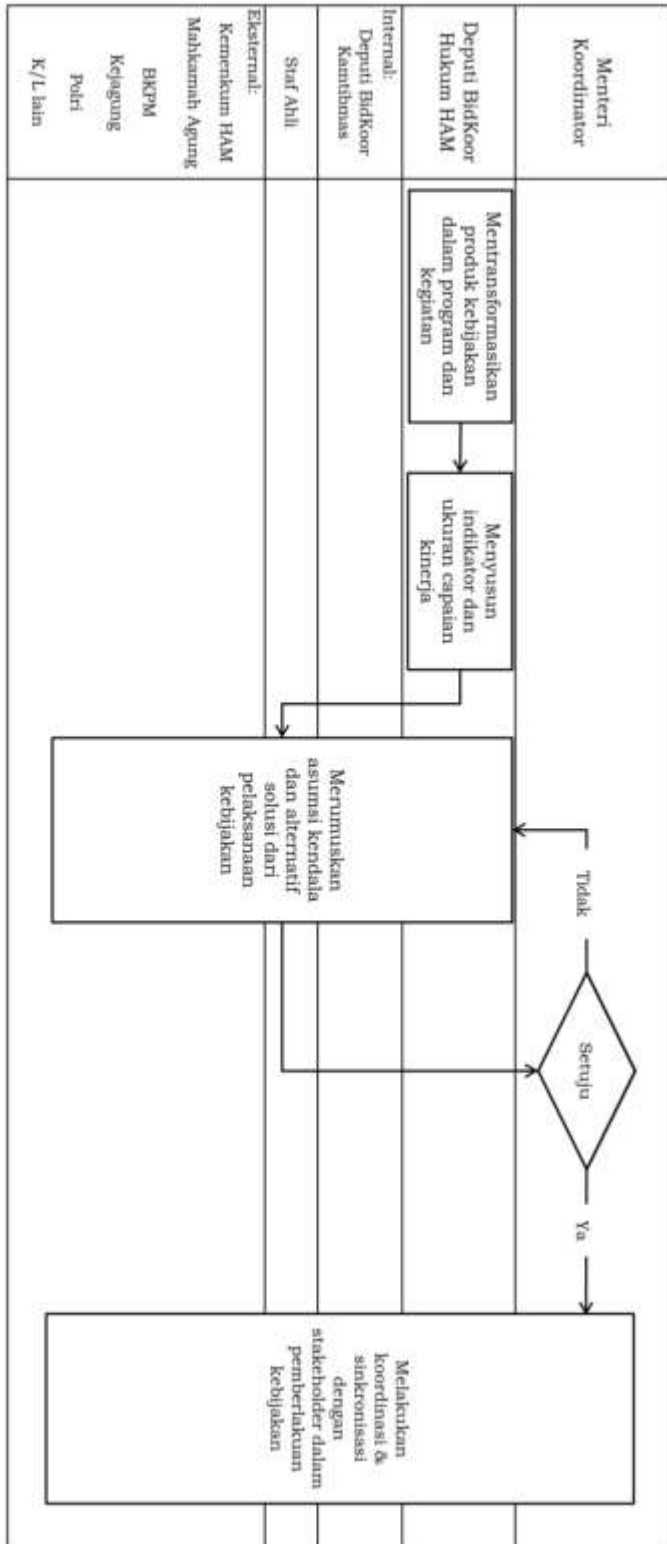 Menteri
Koordinator
Deputi BidKoor
Hukum HAM
Internal:
Deputi BidKoor
Kamtibmas
Staf Ahli
Eksternal:
Kemenkum HAM
Mahkamah Agung
BKPM
Kejagung
Polri
K/L lain
Mentransformasikan
produk kebijakan
dalam program dan
kegiatan
Menyusun
indikator dan
ukuran capaian
kinerja
Merumuskan
asumsi kendala
dan alternatif
solusi dari
pelaksanaan
kebijakan
Tidak
Setuju
Ya
Melakukan
koordinasi &
sinkronisasi
dengan
stakeholder dalam
pemberlakuan
kebijakan